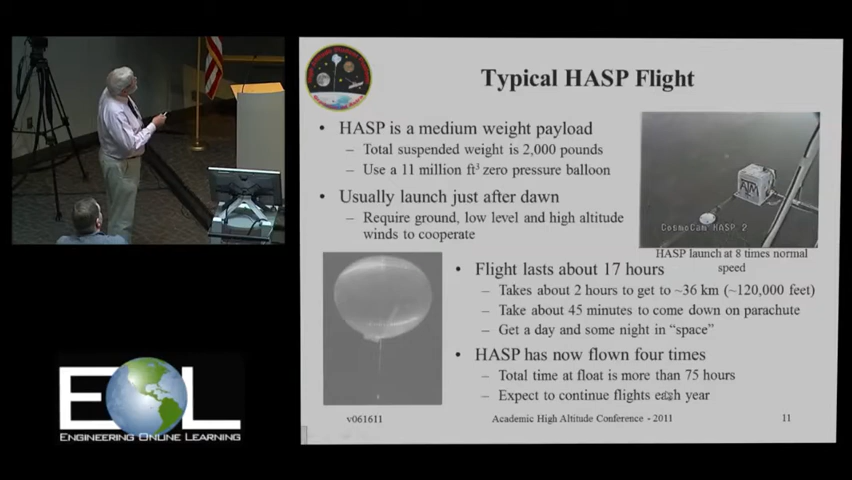 Typical HASP Flight
• HASP is a medium weight payload
– Total suspended weight is 2,000 pounds
– Use a 11 million ft³ zero pressure balloon
• Usually launch just after dawn
– Require ground, low level and high altitude
winds to cooperate
CosmoCam HASP 2
HASP launch at 8 times normal
speed
• Flight lasts about 17 hours
– Takes about 2 hours to get to ~36 km (~120,000 feet)
– Take about 45 minutes to come down on parachute
– Get a day and some night in “space”
• HASP has now flown four times
– Total time at float is more than 75 hours
– Expect to continue flights each year
v061611
Academic High Altitude Conference - 2011
11
EOL
ENGINEERING ONLINE LEARNING